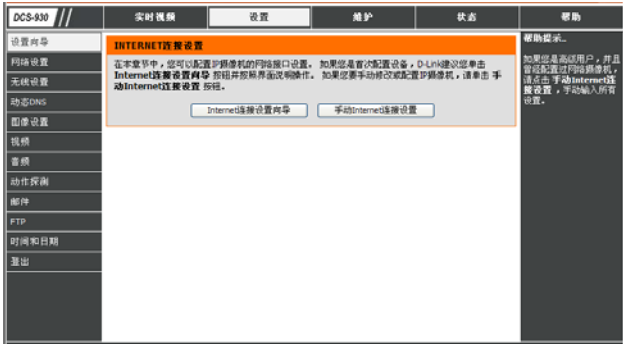 DCS-930
实时视频
设置
维护
状态
帮助
设置向导
网络设置
无线设置
动态DNS
图像设置
视频
音频
动作探测
邮件
FTP
时间和日期
登出
INTERNET连接设置
在本章节中，您可以配置IP摄像机的网络接口设置。 如果您是首次配置设备，D-Link建议您单击
Internet连接设置向导 按钮并按照界面说明操作。 如果您要手动修改或配置IP摄像机，请单击 手
动Internet连接设置 按钮。
Internet连接设置向导
手动Internet连接设置
帮助提示..
如果您是高级用户，并且
曾经配置过网络摄像机，
请点击 手动Internet连
接设置 ，手动输入所有
设置。